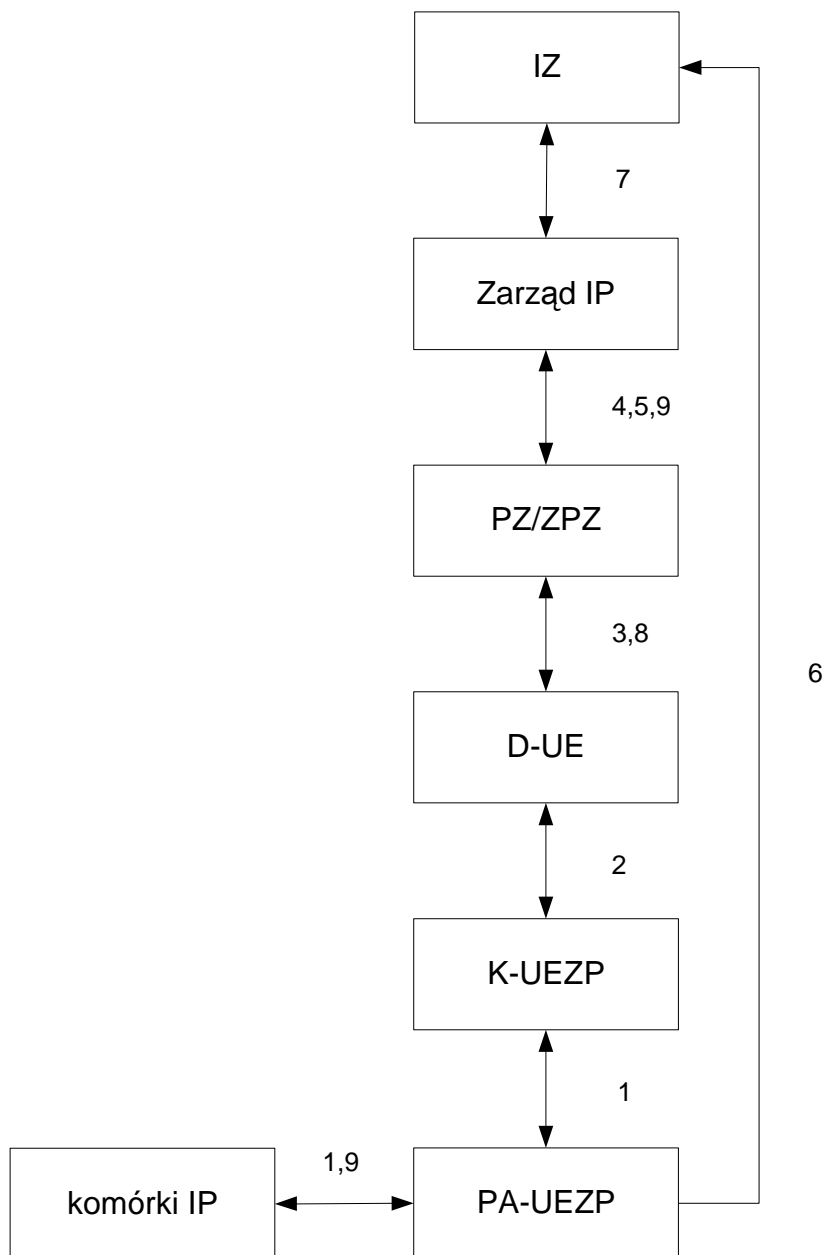 IZ
7
Zarząd IP
4,5,9
PZ/ZPZ
3,8
6
D-UE
2
K-UEZP
1
1,9
komórki IP
PA-UEZP